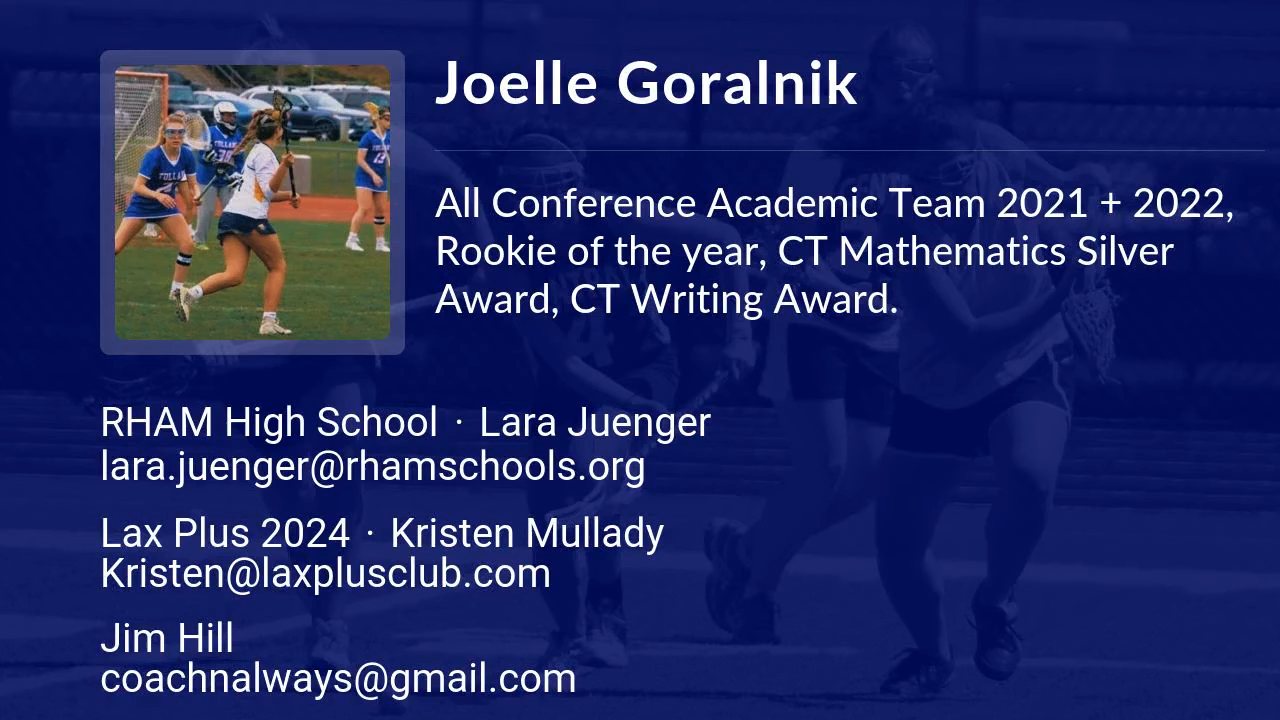 Joelle Goralnik
All Conference Academic Team 2021 + 2022,
Rookie of the year, CT Mathematics Silver
Award, CT Writing Award.
RHAM High School · Lara Juenger
lara.juenger@rhamschools.org
Lax Plus 2024 · Kristen Mullady
Kristen@laxplusclub.com
Jim Hill
coachnalways@gmail.com